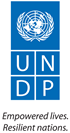 U N
D P
Empowered lives.
Resilient nations.